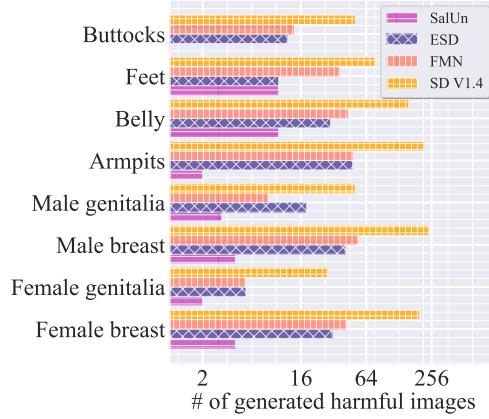 SalUn
ESD
FMN
SD V1.4
Buttocks
Feet
Belly
Armpits
Male genitalia
Male breast
Female genitalia
Female breast
2 16 64 256
# of generated harmful images